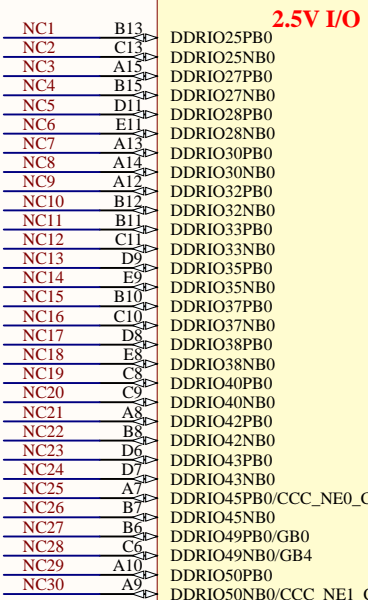 2.5V I/O
NC1 B13 DDRIO25PB0
NC2 C13 DDRIO25NB0
NC3 A15 DDRIO27PB0
NC4 B15 DDRIO27NB0
NC5 D11 DDRIO28PB0
NC6 E11 DDRIO28NB0
NC7 A13 DDRIO30PB0
NC8 A14 DDRIO30NB0
NC9 A12 DDRIO32PB0
NC10 B12 DDRIO32NB0
NC11 B11 DDRIO33PB0
NC12 C11 DDRIO33NB0
NC13 D9 DDRIO35PB0
NC14 E9 DDRIO35NB0
NC15 B10 DDRIO37PB0
NC16 C10 DDRIO37NB0
NC17 D8 DDRIO38PB0
NC18 E8 DDRIO38NB0
NC19 C8 DDRIO40PB0
NC20 C9 DDRIO40NB0
NC21 A8 DDRIO42PB0
NC22 B8 DDRIO42NB0
NC23 D6 DDRIO43PB0
NC24 D7 DDRIO43NB0
NC25 A7 DDRIO45PB0/CCC_NE0_C
NC26 B7 DDRIO45NB0
NC27 B6 DDRIO49PB0/GB0
NC28 C6 DDRIO49NB0/GB4
NC29 A10 DDRIO50PB0
NC30 A9 DDRIO50NB0/CCC_NE1_C